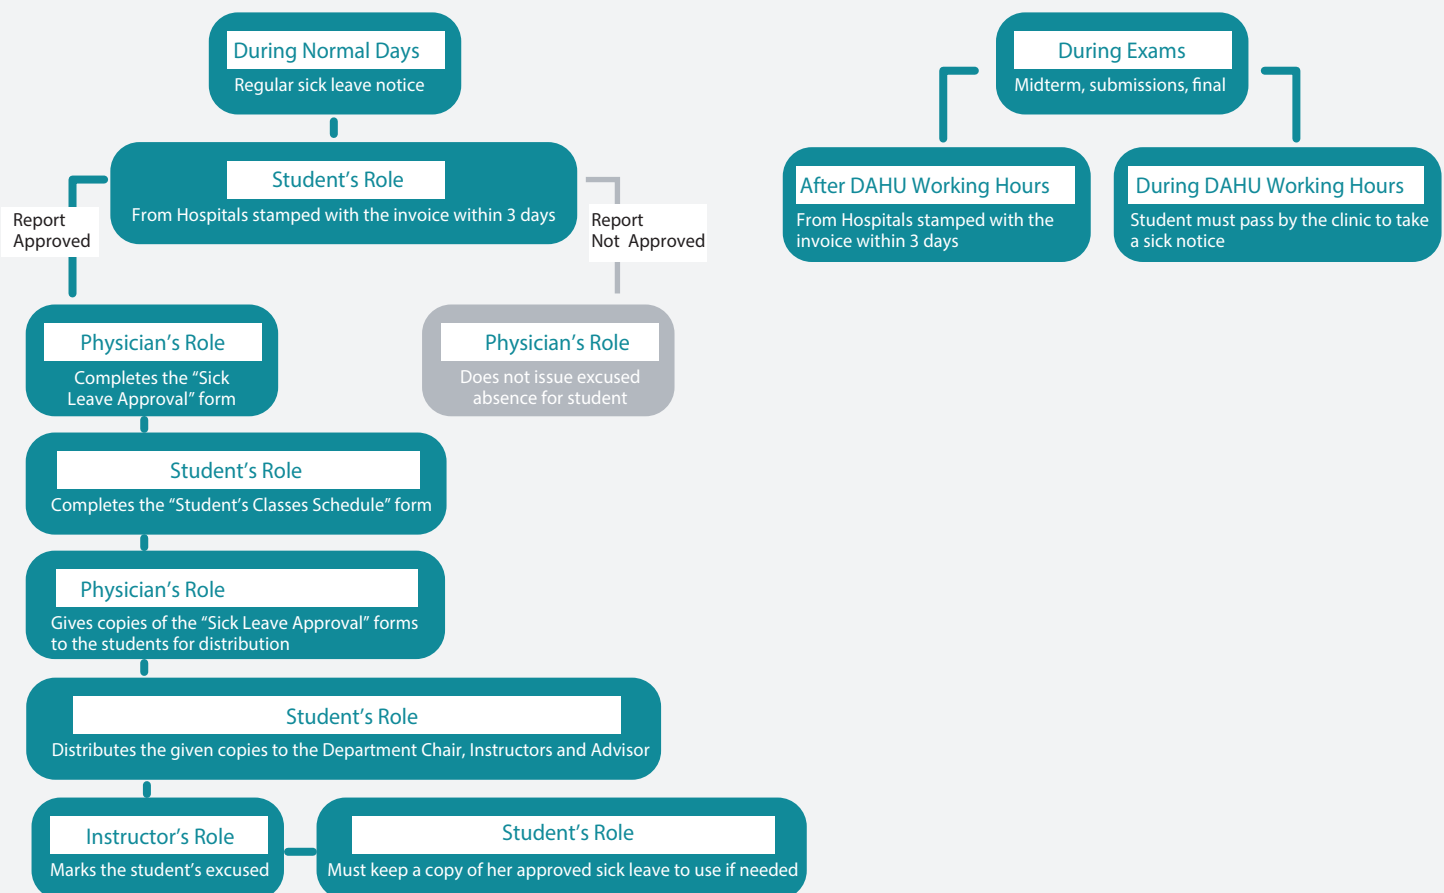 During Normal Days
Regular sick leave notice
Student’s Role
From Hospitals stamped with the invoice within 3 days
Report
Approved
Report
Not Approved
Physician’s Role
Completes the “Sick
Leave Approval” form
Physician’s Role
Does not issue excused
absence for student
Student’s Role
Completes the “Student’s Classes Schedule” form
Physician’s Role
Gives copies of the “Sick Leave Approval” forms
to the students for distribution
Student’s Role
Distributes the given copies to the Department Chair, Instructors and Advisor
Instructor’s Role
Marks the student’s excused
Student’s Role
Must keep a copy of her approved sick leave to use if needed
During Exams
Midterm, submissions, final
After DAHU Working Hours
From Hospitals stamped with the
invoice within 3 days
During DAHU Working Hours
Student must pass by the clinic to take
a sick notice